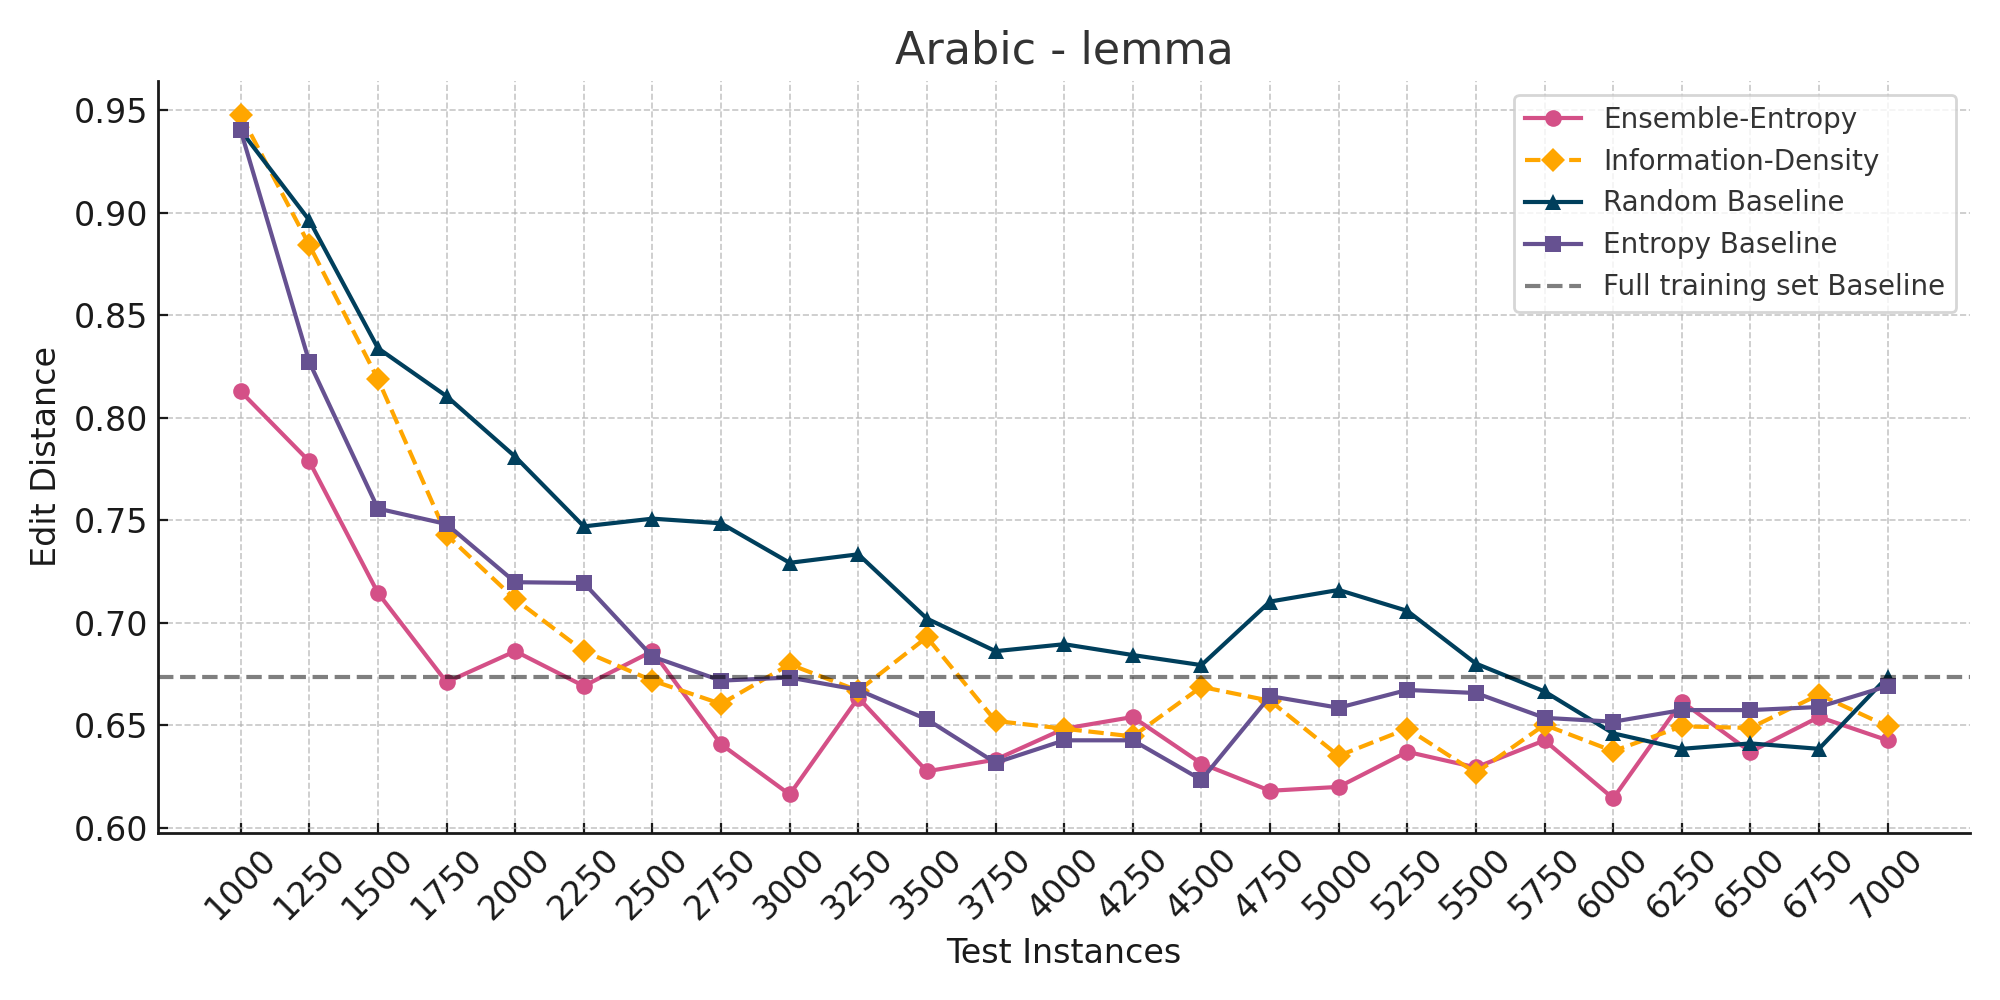 Arabic - lemma
Ensemble-Entropy
Information-Density
Random Baseline
Entropy Baseline
Full training set Baseline
Edit Distance
0.95
0.90
0.85
0.80
0.75
0.70
0.65
0.60
1000 1250 1500 1750 2000 2250 2500 2750 3000 3250 3500 3750 4000 4250 4500 4750 5000 5250 5500 5750 6000 6250 6500 6750 7000
Test Instances